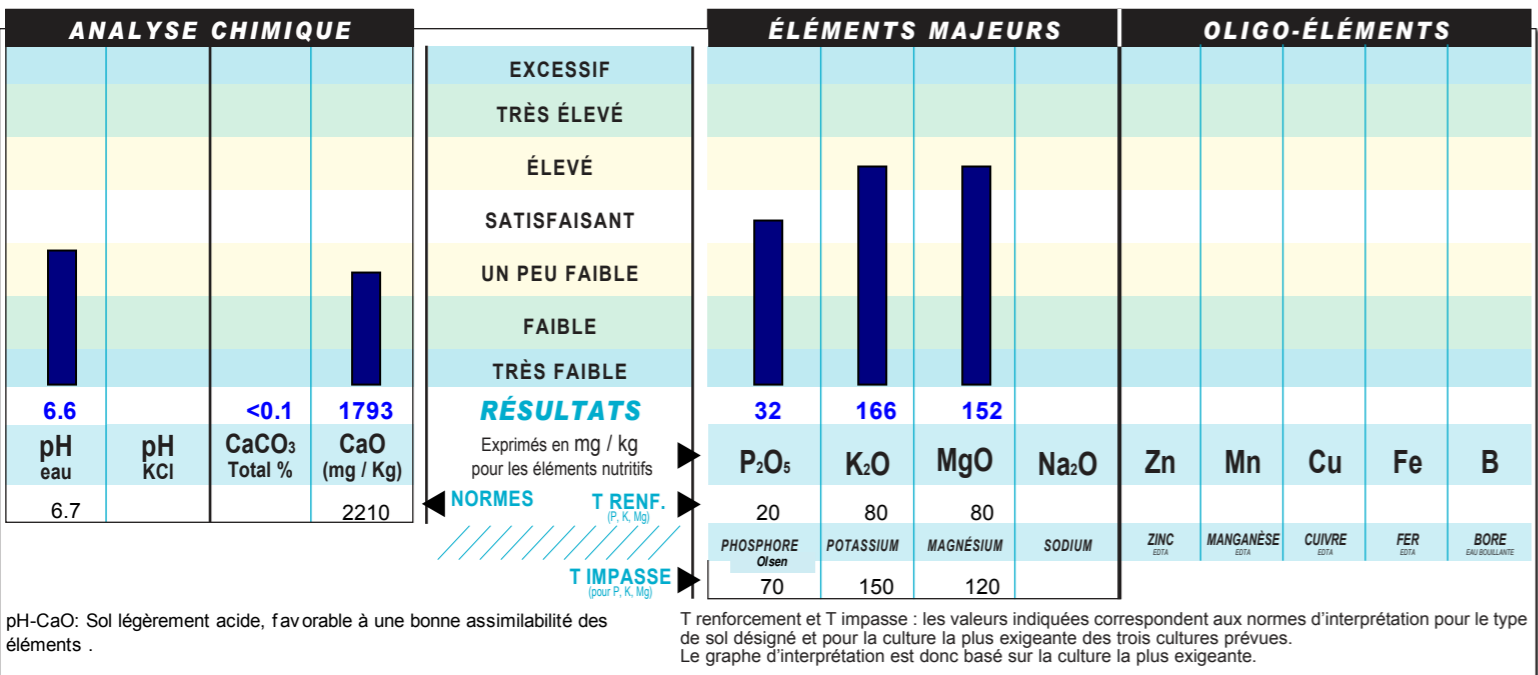 ANALYSE CHIMIQUE
ÉLÉMENTS MAJEURS
OLIGO-ÉLÉMENTS
EXCESSIF
TRÈS ÉLEVÉ
ÉLEVÉ
SATISFAISANT
UN PEU FAIBLE
FAIBLE
TRÈS FAIBLE
6.6 <0.1 1793 RÉSULTATS 32 166 152
pH eau
pH KCl
CaCO₃ Total %
CaO (mg / Kg)
Exprimés en mg / kg
pour les éléments nutritifs
P₂O₅ K₂O MgO Na₂O Zn Mn Cu Fe B
6.7 2210 NORMES T RENF. 20 80 80
(P, K, Mg)
PHOSPHORE POTASSIUM MAGNÉSIUM SODIUM ZINC MANGANÈSE CUIVRE FER BORE
Olsen EDTA EDTA EDTA EDTA EAU BOUILLANTE
T IMPASSE 70 150 120
(pour P, K, Mg)
pH-CaO: Sol légèrement acide, favorable à une bonne assimilabilité des
éléments .
T renforcement et T impasse : les valeurs indiquées correspondent aux normes d'interprétation pour le type
de sol désigné et pour la culture la plus exigeante des trois cultures prévues.
Le graphe d'interprétation est donc basé sur la culture la plus exigeante.